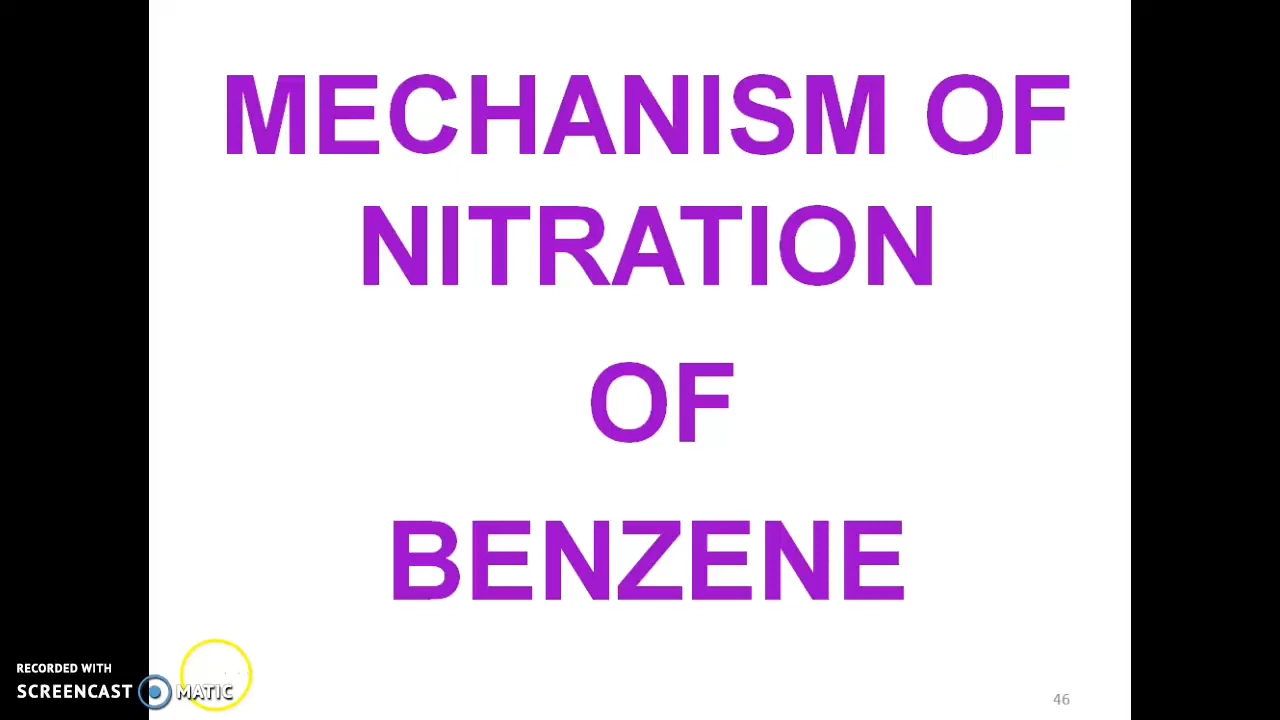 MECHANISM OF
NITRATION
OF
BENZENE
RECORDED WITH
SCREENCAST MATIC
46